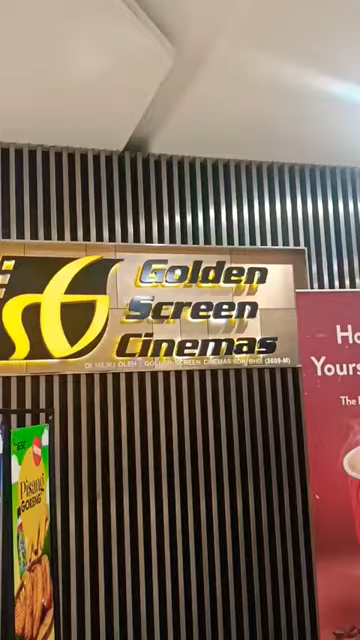 Golden
Screen
Cinemas
DI MILIKI OLEH : GOLDEN SCREEN CINEMAS SDN BHD (3609-M)
Ho
Yours
The
Pisang
GORENG